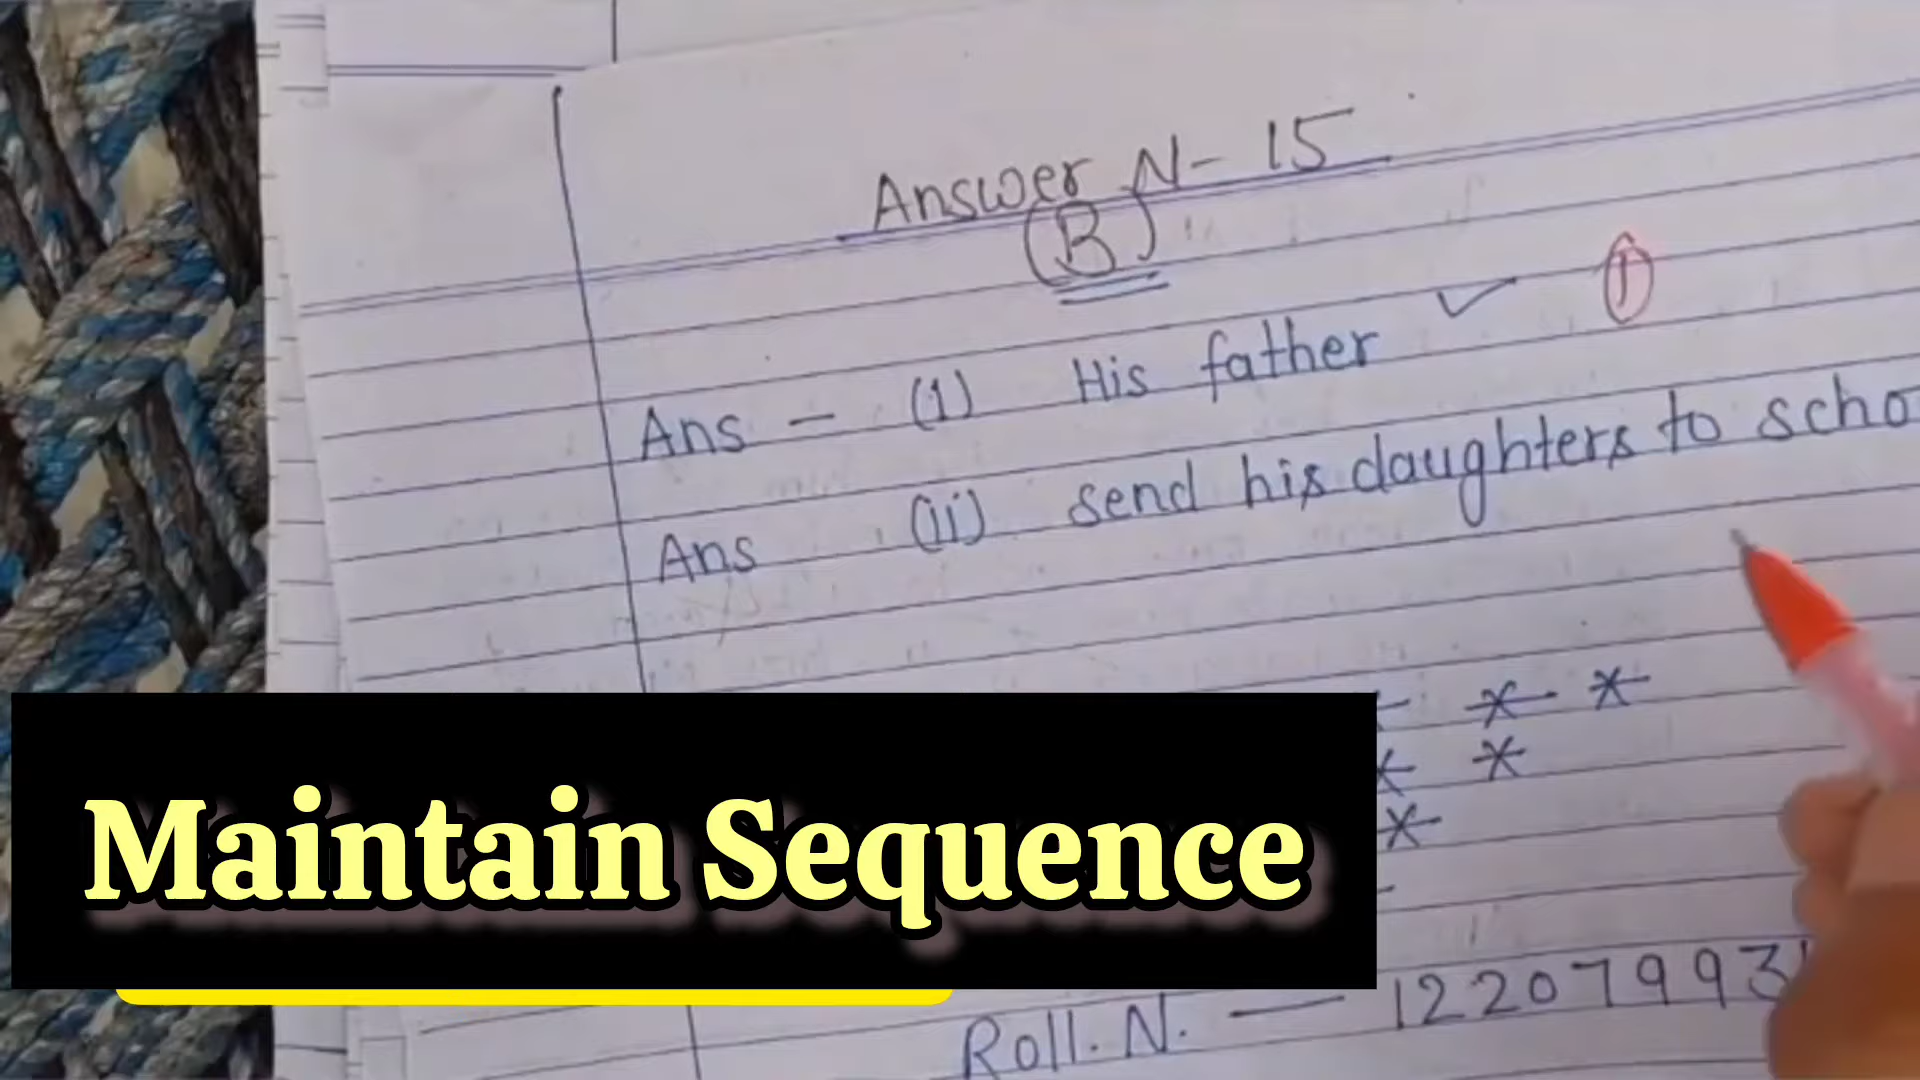 Answer N- 15
(B)
Ans - (i) His father ✓ 1
Ans (ii) send his daughters to scho
Maintain Sequence
Roll. N. — 12207993